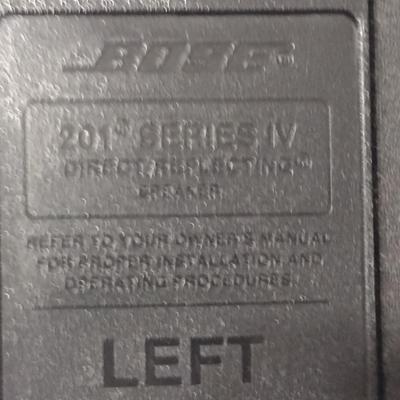 BOSE®
201® SERIES IV
DIRECT/REFLECTING®
SPEAKER
REFER TO YOUR OWNER'S MANUAL
FOR PROPER INSTALLATION AND
OPERATING PROCEDURES.
LEFT